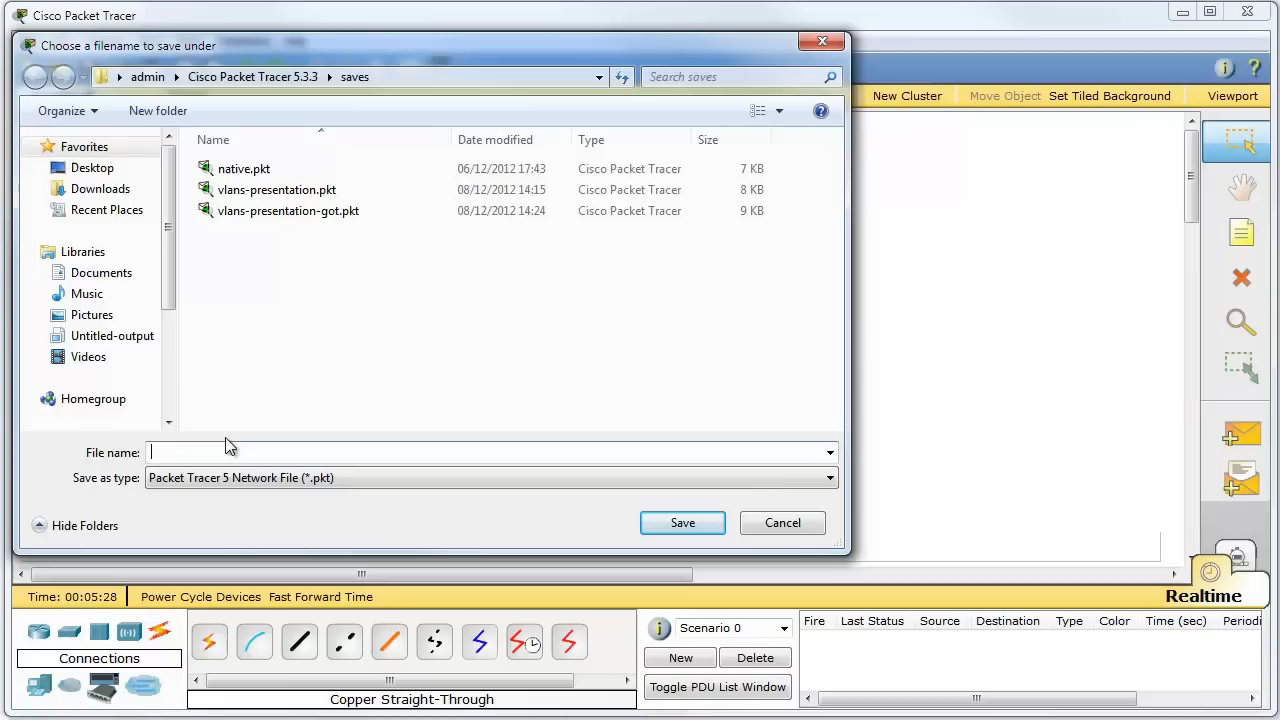 Cisco Packet Tracer
Choose a filename to save under
admin Cisco Packet Tracer 5.3.3 saves
Search saves
Organize New folder
New Cluster Move Object Set Tiled Background Viewport
Favorites
Desktop
Downloads
Recent Places
Libraries
Documents
Music
Pictures
Untitled-output
Videos
Homegroup
Name Date modified Type Size
native.pkt 06/12/2012 17:43 Cisco Packet Tracer 7 KB
vlans-presentation.pkt 08/12/2012 14:15 Cisco Packet Tracer 8 KB
vlans-presentation-got.pkt 08/12/2012 14:24 Cisco Packet Tracer 9 KB
File name:
Save as type: Packet Tracer 5 Network File (*.pkt)
Hide Folders
Save Cancel
Time: 00:05:28 Power Cycle Devices Fast Forward Time
Realtime
Connections
Copper Straight-Through
Scenario 0
New Delete
Toggle PDU List Window
Fire Last Status Source Destination Type Color Time (sec) Periodi